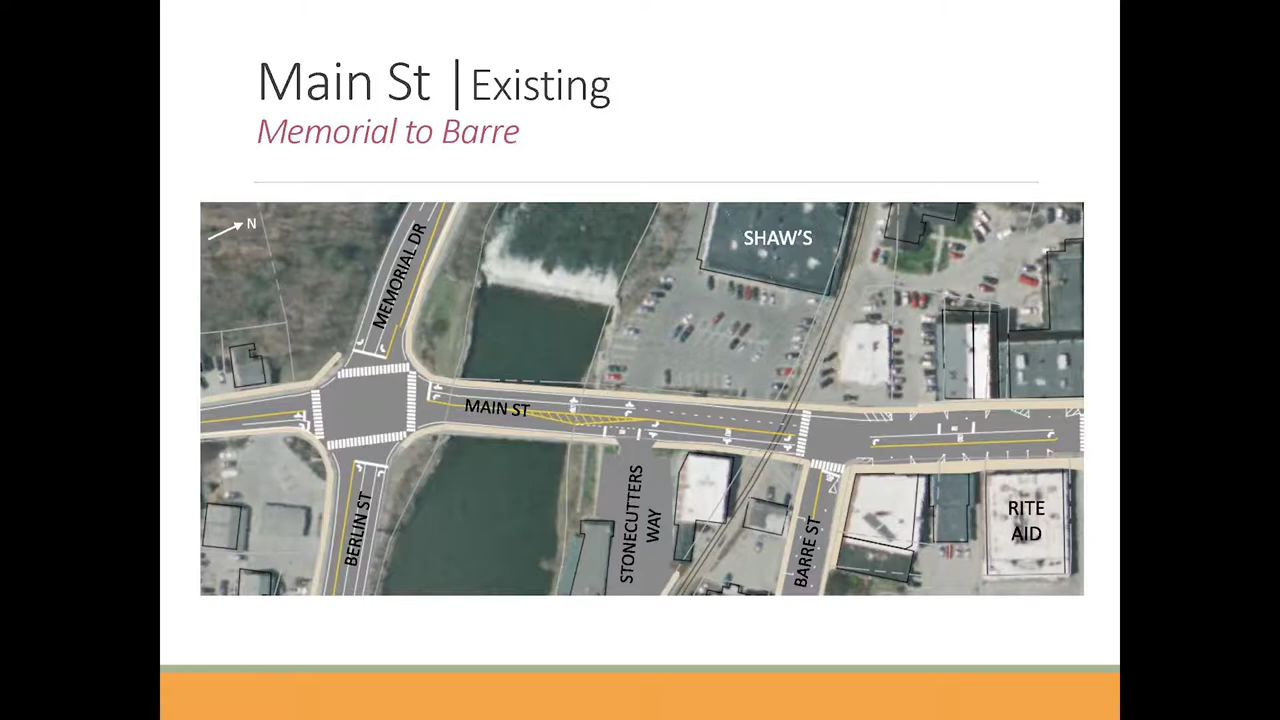 Main St | Existing
Memorial to Barre
N
MEMORIAL DR
SHAW'S
MAIN ST
BERLIN ST
STONECUTTERS
WAY
BARRE ST
RITE
AID